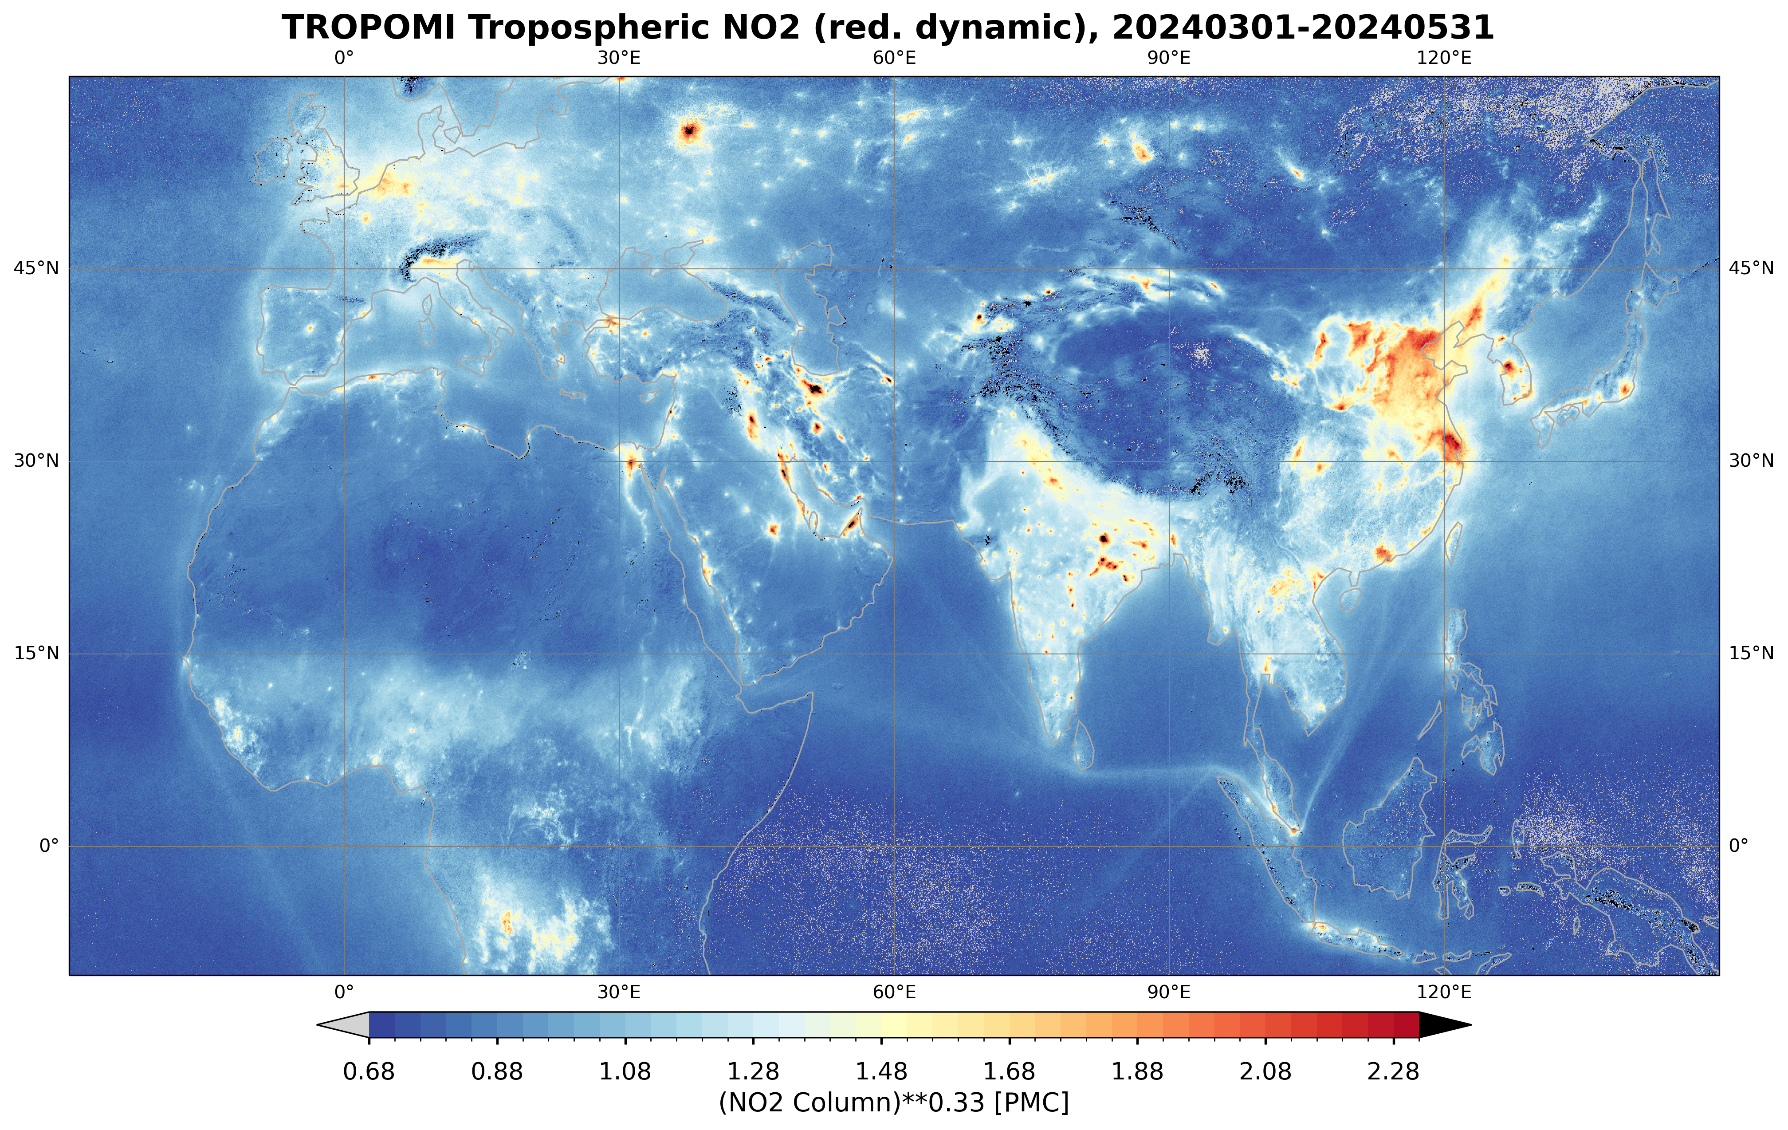 TROPOMI Tropospheric NO2 (red. dynamic), 20240301-20240531
0° 30°E 60°E 90°E 120°E
45°N 45°N
30°N 30°N
15°N 15°N
0° 0°
0° 30°E 60°E 90°E 120°E
0.68 0.88 1.08 1.28 1.48 1.68 1.88 2.08 2.28
(NO2 Column)**0.33 [PMC]